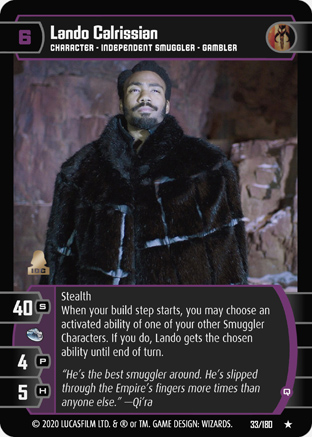 6
Lando Calrissian
CHARACTER - INDEPENDENT SMUGGLER - GAMBLER
IDC
40 S
4 P
5 H
Stealth
When your build step starts, you may choose an
activated ability of one of your other Smuggler
Characters. If you do, Lando gets the chosen
ability until end of turn.
“He’s the best smuggler around. He’s slipped
through the Empire’s fingers more times than
anyone else.” —Qi’ra
Q
© 2020 LUCASFILM LTD. & ® or TM. GAME DESIGN: WIZARDS.
33/180